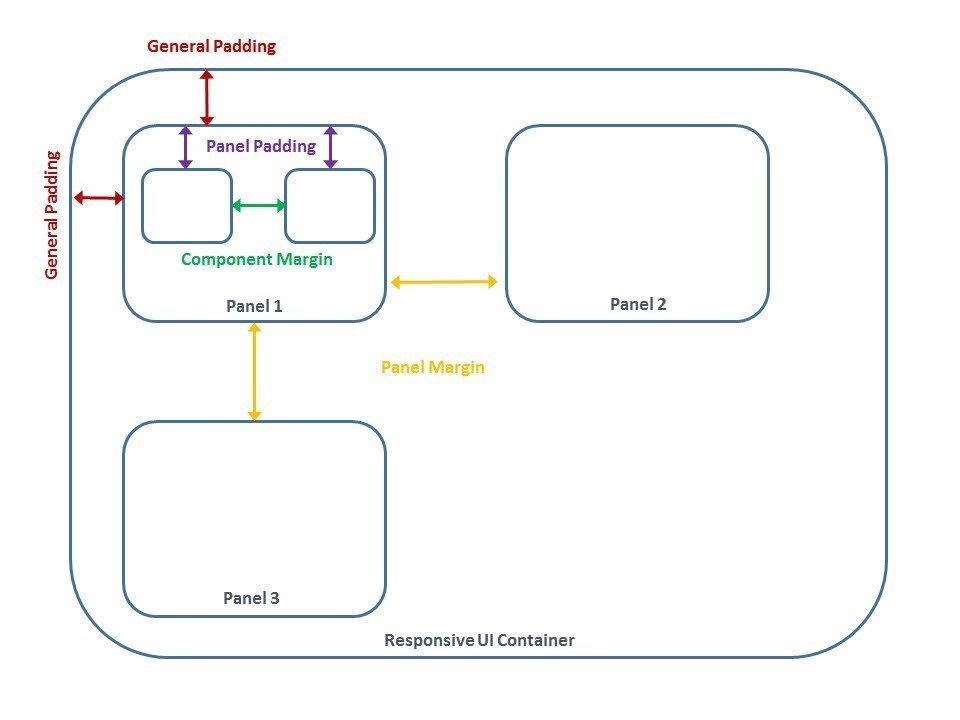 General Padding
General Padding
Panel Padding
Component Margin
Panel 1
Panel 2
Panel Margin
Panel 3
Responsive UI Container